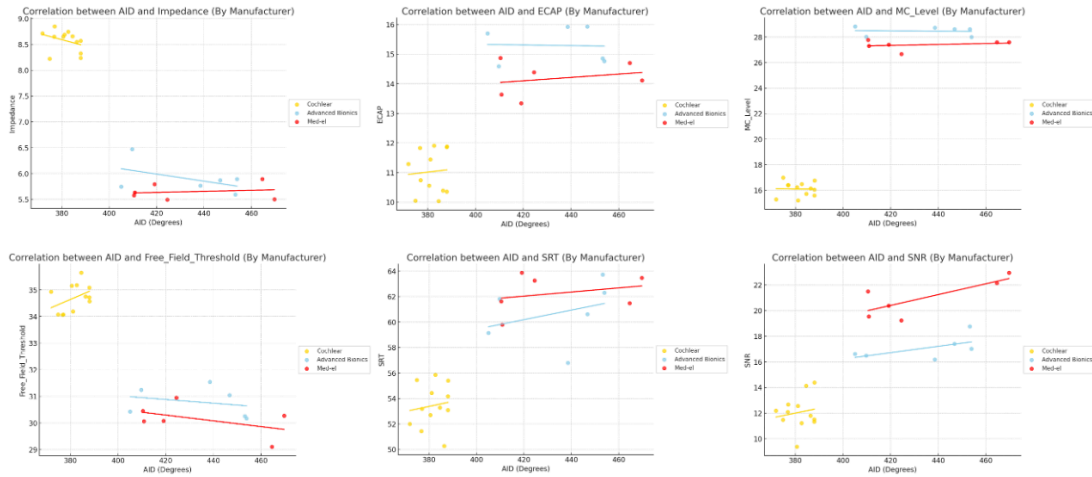 Correlation between AID and Impedance (By Manufacturer)
Impedance
9.0
8.5
8.0
7.5
7.0
6.5
6.0
5.5
380
400
420
440
460
AID (Degrees)
Cochlear
Advanced Bionics
Med-el
Correlation between AID and ECAP (By Manufacturer)
ECAP
16
15
14
13
12
11
10
380
400
420
440
460
AID (Degrees)
Cochlear
Advanced Bionics
Med-el
Correlation between AID and MC_Level (By Manufacturer)
MC_Level
28
26
24
22
20
18
16
380
400
420
440
460
AID (Degrees)
Cochlear
Advanced Bionics
Med-el
Correlation between AID and Free_Field_Threshold (By Manufacturer)
Free_Field_Threshold
35
34
33
32
31
30
29
380
400
420
440
460
AID (Degrees)
Cochlear
Advanced Bionics
Med-el
Correlation between AID and SRT (By Manufacturer)
SRT
64
62
60
58
56
54
52
50
380
400
420
440
460
AID (Degrees)
Cochlear
Advanced Bionics
Med-el
Correlation between AID and SNR (By Manufacturer)
SNR
22
20
18
16
14
12
10
380
400
420
440
460
AID (Degrees)
Cochlear
Advanced Bionics
Med-el